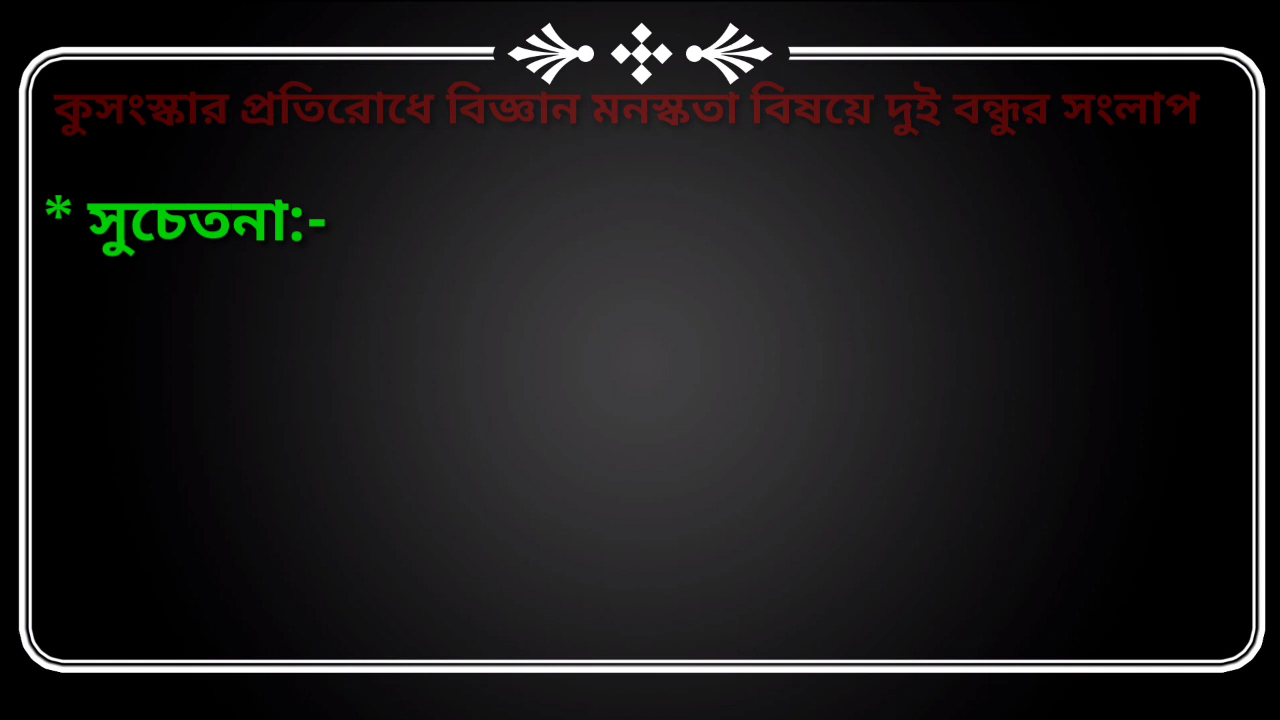 কুসংস্কার প্রতিরোধে বিজ্ঞান মনস্কতা বিষয়ে দুই বন্ধুর সংলাপ
* সুচেতনা:-